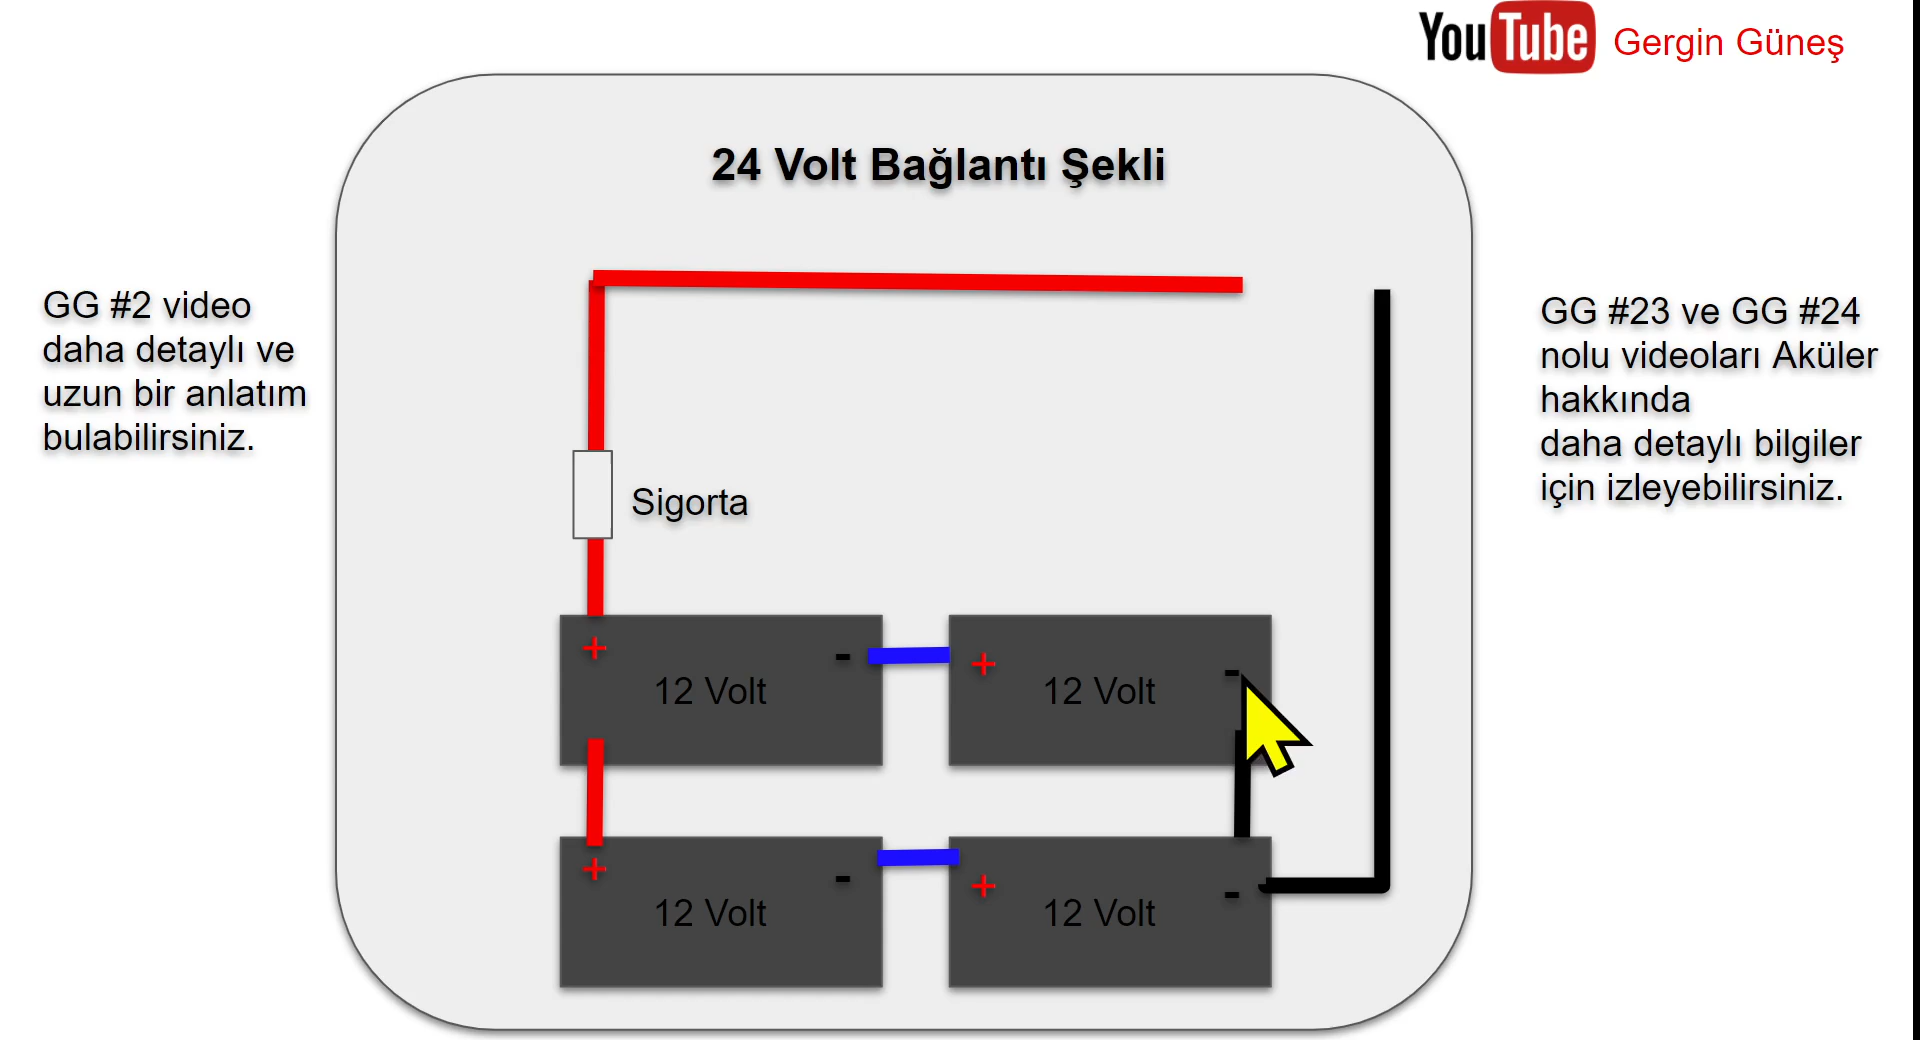 YouTube Gergin Güneş
24 Volt Bağlantı Şekli
GG #2 video
daha detaylı ve
uzun bir anlatım
bulabilirsiniz.
GG #23 ve GG #24
nolu videoları Aküler
hakkında
daha detaylı bilgiler
için izleyebilirsiniz.
Sigorta
+ - + -
12 Volt 12 Volt
+ - + -
12 Volt 12 Volt